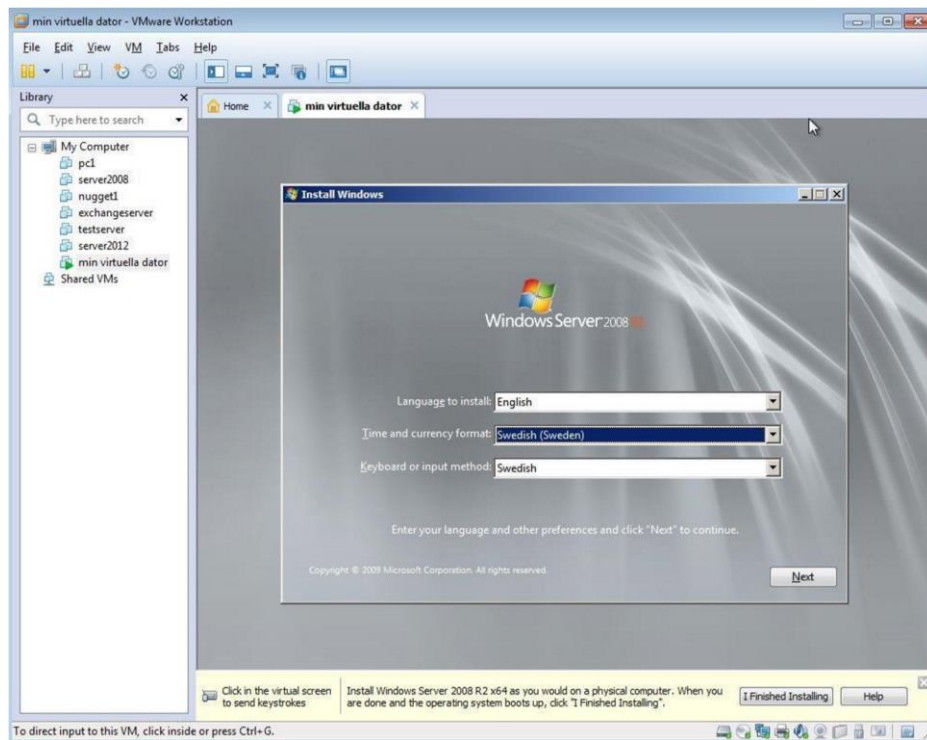 min virtuella dator - VMware Workstation
File Edit View VM Tabs Help
Library
Home
min virtuella dator
Type here to search
My Computer
pc1
server2008
nugget1
exchangeserver
testserver
server2012
min virtuella dator
Shared VMs
Install Windows
Windows Server 2008 R2
Language to install: English
Time and currency format: Swedish (Sweden)
Keyboard or input method: Swedish
Enter your language and other preferences and click "Next" to continue.
Copyright © 2009 Microsoft Corporation. All rights reserved.
Next
Click in the virtual screen
to send keystrokes
Install Windows Server 2008 R2 x64 as you would on a physical computer. When you
are done and the operating system boots up, click "I Finished Installing".
I Finished Installing
Help
To direct input to this VM, click inside or press Ctrl+G.